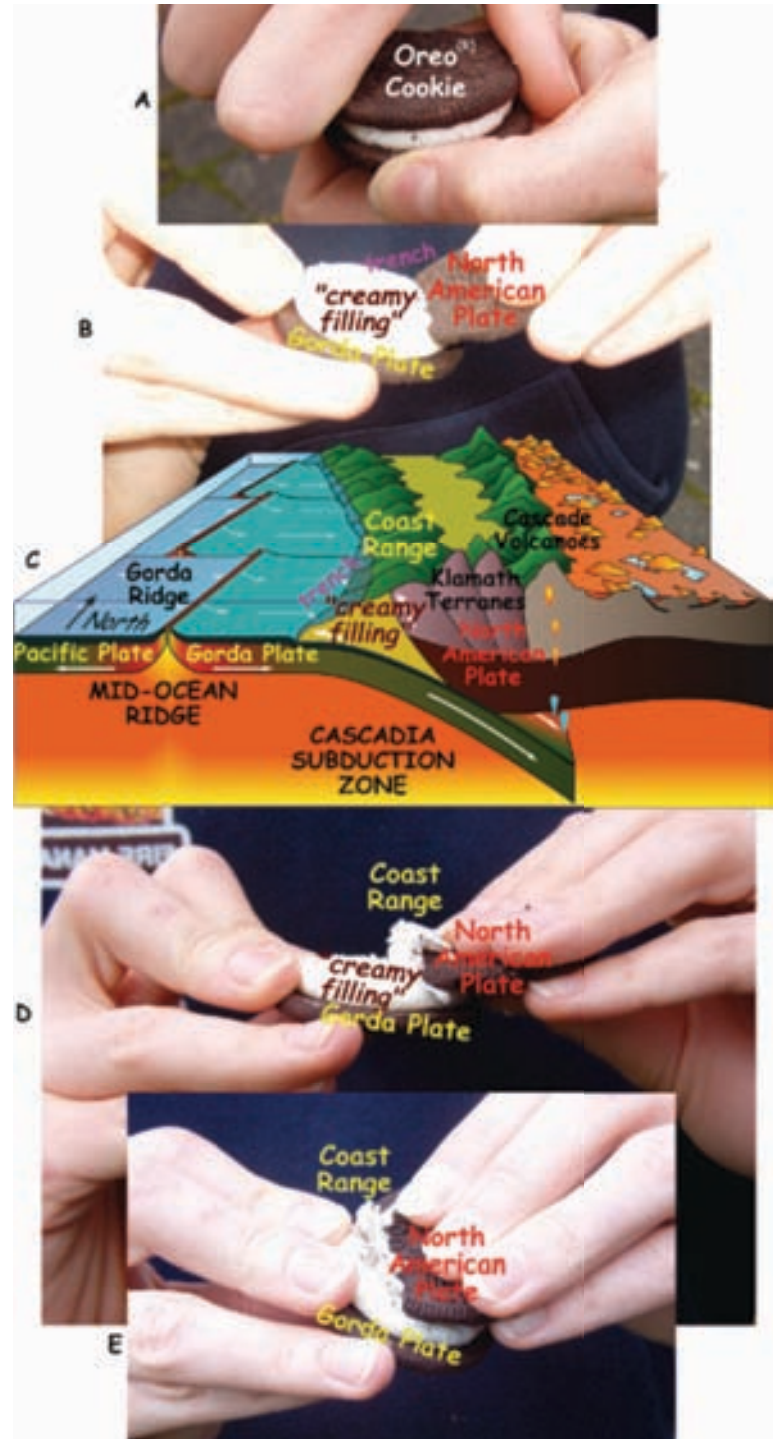 A
Oreo(R)
Cookie
B
trench
North
American
Plate
"creamy
filling"
Gorda Plate
C
Coast
Range
Cascade
Volcanoes
Gorda
Ridge
North
trench
Klamath
Terranes
"creamy
filling
North
American
Plate
Pacific Plate
Gorda Plate
MID-OCEAN
RIDGE
CASCADIA
SUBDUCTION
ZONE
D
Coast
Range
North
American
Plate
"creamy
filling"
Gorda Plate
E
Coast
Range
North
American
Plate
Gorda Plate